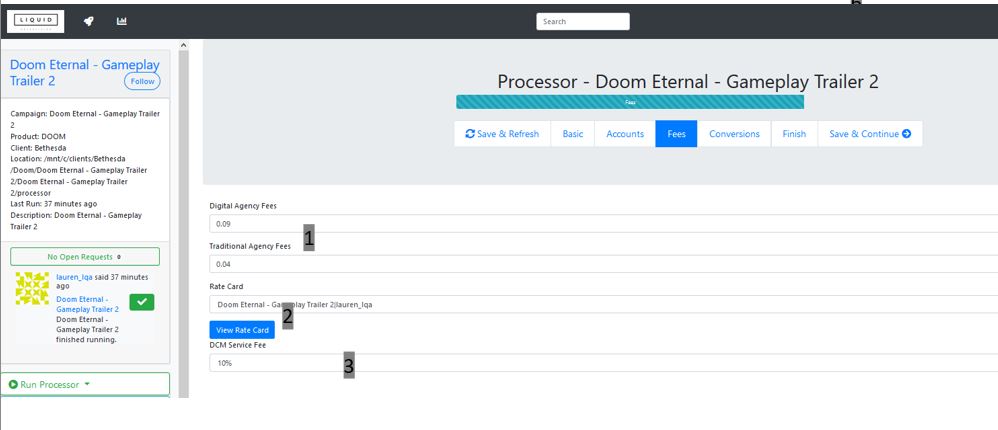 LIQUID
Search
Doom Eternal - Gameplay
Trailer 2
Follow
Campaign: Doom Eternal - Gameplay Trailer
2
Product: DOOM
Client: Bethesda
Location: /mnt/c/clients/Bethesda
/Doom/Doom Eternal - Gameplay Trailer
2/Doom Eternal - Gameplay Trailer
2/processor
Last Run: 37 minutes ago
Description: Doom Eternal - Gameplay
Trailer 2
No Open Requests 0
lauren_lqa said 37 minutes
ago
Doom Eternal -
Gameplay Trailer 2
Doom Eternal -
Gameplay Trailer 2
finished running.
Run Processor
Processor - Doom Eternal - Gameplay Trailer 2
Fees
Save & Refresh Basic Accounts Fees Conversions Finish Save & Continue
Digital Agency Fees
0.09
1
Traditional Agency Fees
0.04
Rate Card
Doom Eternal - Gameplay Trailer 2|lauren_lqa
2
View Rate Card
DCM Service Fee
10%
3